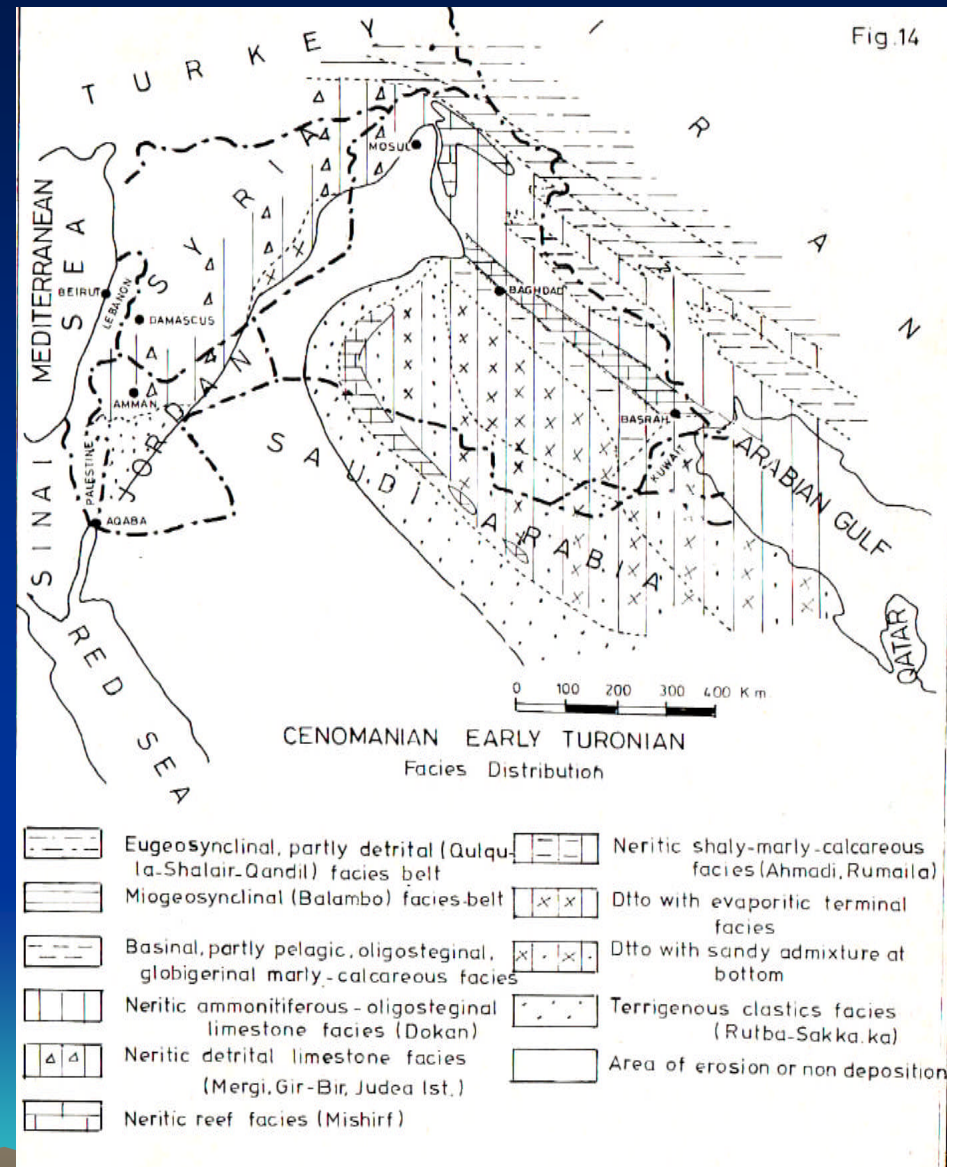 Fig.14
TURKEY
IRAN
SYRIA
MOSUL
MEDITERRANEAN
SEA
BEIRUT
LEBANON
DAMASCUS
BAGHDAD
AMMAN
JORDAN
PALESTINE
SAUDI
ARABIA
BASRAH
KUWAIT
ARABIAN GULF
SINAI
AQABA
RED SEA
QATAR
0 100 200 300 400 Km
CENOMANIAN EARLY TURONIAN
Facies Distribution
Eugeosynclinal, partly detrital (Qulqu-
la-Shalair-Qandil) facies belt
Miogeosynclinal (Balambo) facies-belt
Basinal, partly pelagic, oligosteginal,
globigerinal marly-calcareous facies
Neritic ammonitiferous-oligosteginal
limestone facies (Dokan)
Neritic detrital limestone facies
(Mergi, Gir-Bir, Judea lst.)
Neritic reef facies (Mishirf)
Neritic shaly-marly-calcareous
facies (Ahmadi, Rumaila)
Dtto with evaporitic terminal
facies
Dtto with sandy admixture at
bottom
Terrigenous clastics facies
(Rutba-Sakka.ka)
Area of erosion or non deposition